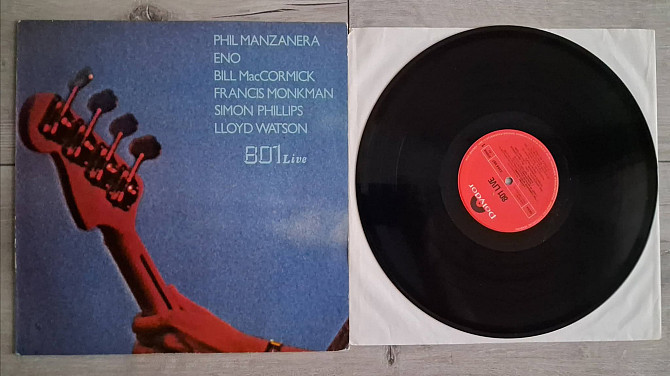 PHIL MANZANERA
ENO
BILL MacCORMICK
FRANCIS MONKMAN
SIMON PHILLIPS
LLOYD WATSON
801 Live
Polydor
801 LIVE